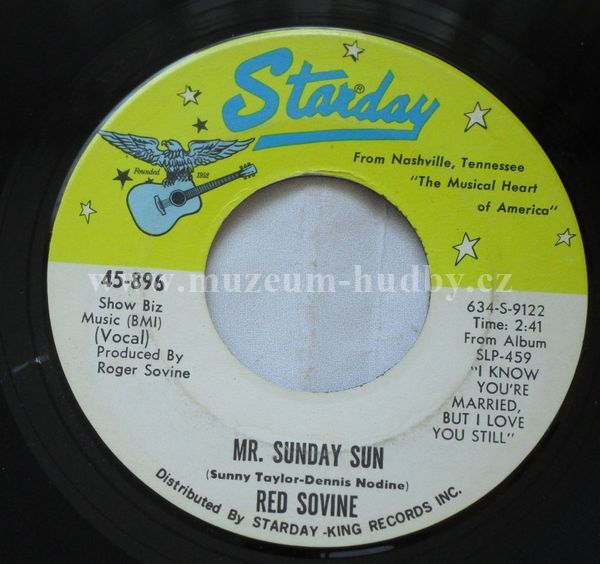 Starday®
Founded 1952
From Nashville, Tennessee
"The Musical Heart
of America"
www.muzeum-hudby.cz
45-896
Show Biz
Music (BMI)
(Vocal)
Produced By
Roger Sovine
634-S-9122
Time: 2:41
From Album
SLP-459
"I KNOW
YOU'RE
MARRIED,
BUT I LOVE
YOU STILL"
MR. SUNDAY SUN
(Sunny Taylor-Dennis Nodine)
RED SOVINE
Distributed By STARDAY-KING RECORDS INC.